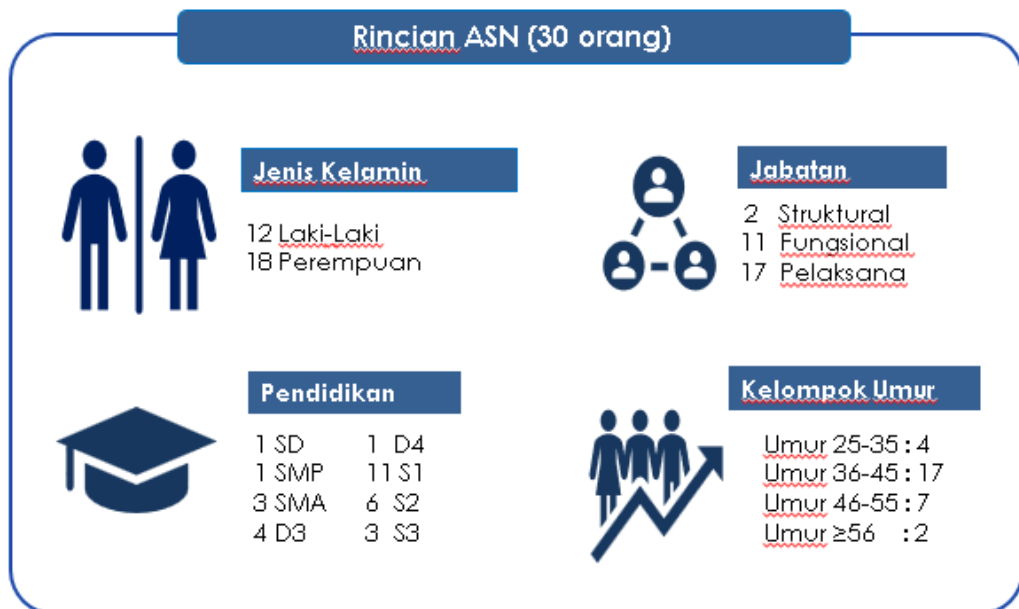 Rincian ASN (30 orang)
Jenis Kelamin
12 Laki-Laki
18 Perempuan
Jabatan
2 Struktural
11 Fungsional
17 Pelaksana
Pendidikan
1 SD 1 D4
1 SMP 11 S1
3 SMA 6 S2
4 D3 3 S3
Kelompok Umur
Umur 25-35 : 4
Umur 36-45 : 17
Umur 46-55 : 7
Umur ≥56 : 2